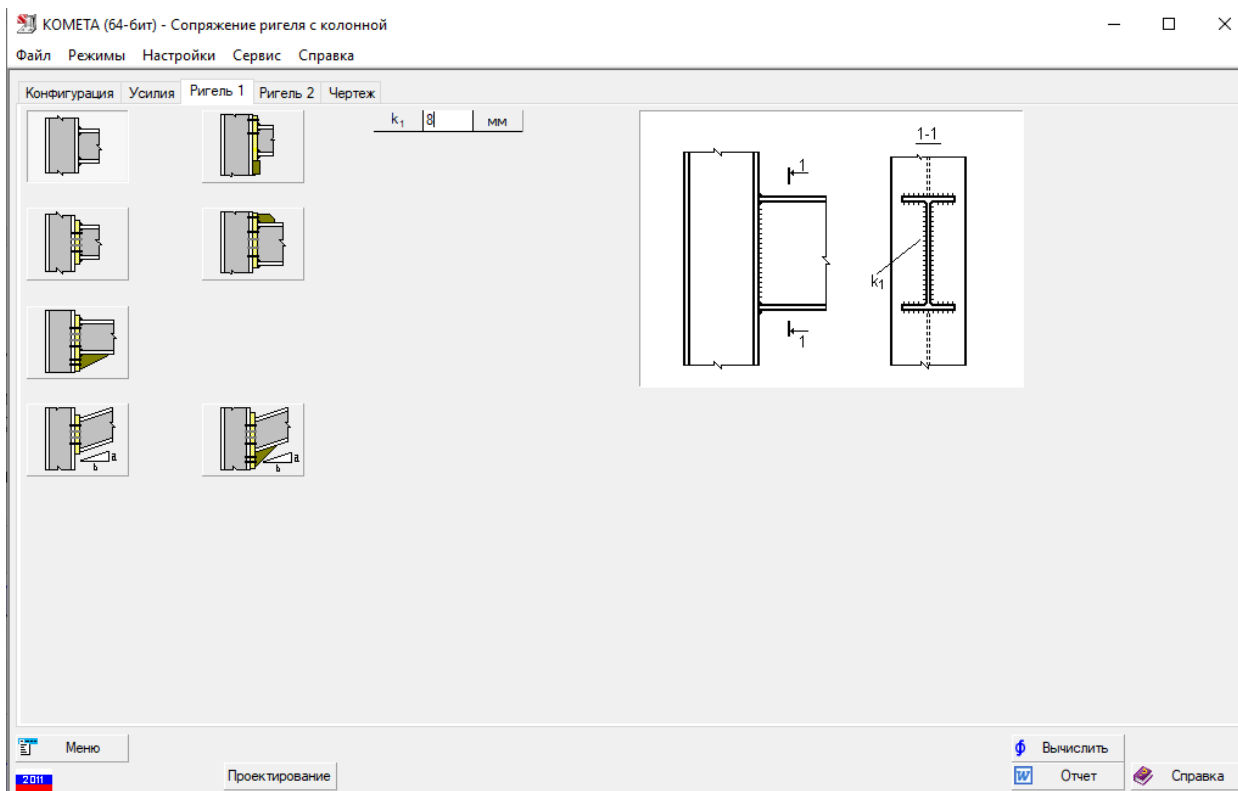 КОМЕТА (64-бит) - Сопряжение ригеля с колонной
Файл Режимы Настройки Сервис Справка
Конфигурация Усилия Ригель 1 Ригель 2 Чертеж
k₁ 8 мм
1-1
1
k₁
1
a
b
a
b
Меню
Вычислить
2011
Проектирование
W Отчет
Справка